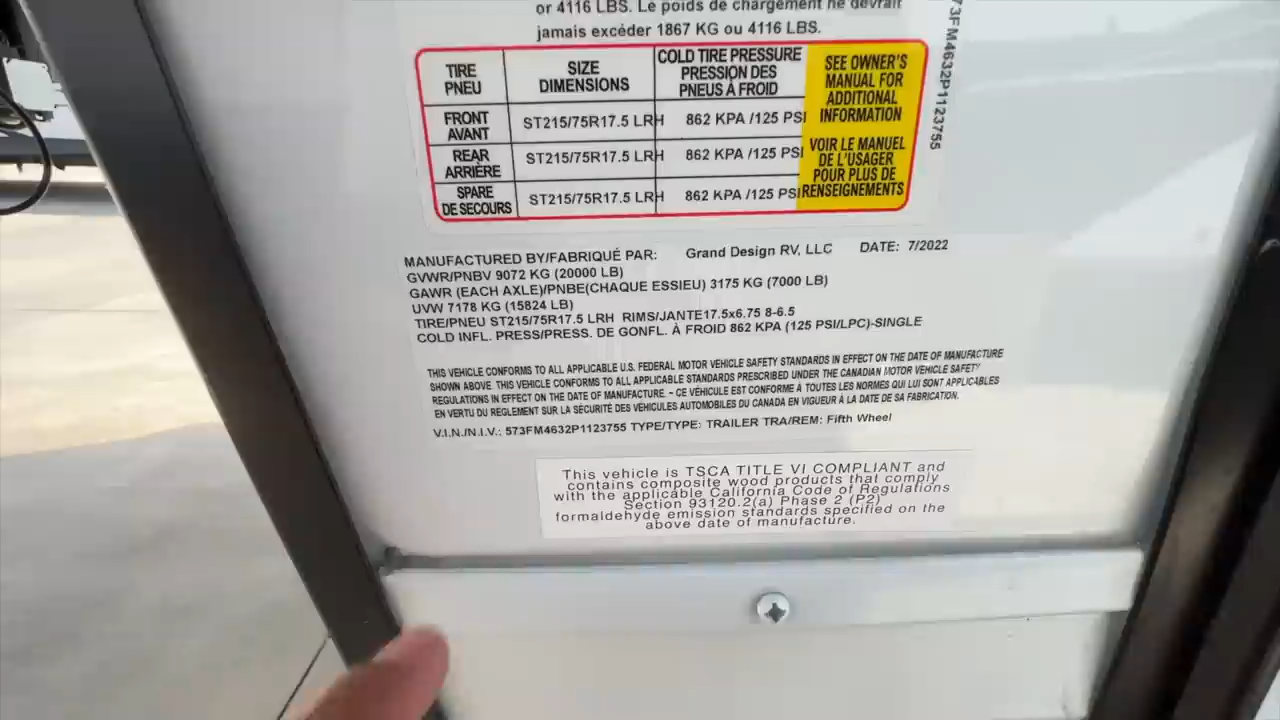 or 4116 LBS. Le poids de chargement ne devrait
jamais excéder 1867 KG ou 4116 LBS.
TIRE
PNEU
SIZE
DIMENSIONS
COLD TIRE PRESSURE
PRESSION DES
PNEUS À FROID
SEE OWNER'S
MANUAL FOR
ADDITIONAL
INFORMATION
VOIR LE MANUEL
DE L'USAGER
POUR PLUS DE
RENSEIGNEMENTS
FRONT
AVANT
ST215/75R17.5 LRH
862 KPA /125 PSI
REAR
ARRIÈRE
ST215/75R17.5 LRH
862 KPA /125 PSI
SPARE
DE SECOURS
ST215/75R17.5 LRH
862 KPA /125 PSI
73FM4632P1123755
MANUFACTURED BY/FABRIQUÉ PAR: Grand Design RV, LLC DATE: 7/2022
GVWR/PNBV 9072 KG (20000 LB)
GAWR (EACH AXLE)/PNBE(CHAQUE ESSIEU) 3175 KG (7000 LB)
UVW 7178 KG (15824 LB)
TIRE/PNEU ST215/75R17.5 LRH RIMS/JANTE17.5x6.75 8-6.5
COLD INFL. PRESS/PRESS. DE GONFL. À FROID 862 KPA (125 PSI/LPC)-SINGLE
THIS VEHICLE CONFORMS TO ALL APPLICABLE U.S. FEDERAL MOTOR VEHICLE SAFETY STANDARDS IN EFFECT ON THE DATE OF MANUFACTURE
SHOWN ABOVE. THIS VEHICLE CONFORMS TO ALL APPLICABLE STANDARDS PRESCRIBED UNDER THE CANADIAN MOTOR VEHICLE SAFETY
REGULATIONS IN EFFECT ON THE DATE OF MANUFACTURE. - CE VÉHICULE EST CONFORME À TOUTES LES NORMES QUI LUI SONT APPLICABLES
EN VERTU DU REGLEMENT SUR LA SÉCURITÉ DES VÉHICULES AUTOMOBILES DU CANADA EN VIGUEUR À LA DATE DE SA FABRICATION.
V.I.N./N.I.V.: 573FM4632P1123755 TYPE/TYPE: TRAILER TRA/REM: Fifth Wheel
This vehicle is TSCA TITLE VI COMPLIANT and
contains composite wood products that comply
with the applicable California Code of Regulations
Section 93120.2(a) Phase 2 (P2)
formaldehyde emission standards specified on the
above date of manufacture.